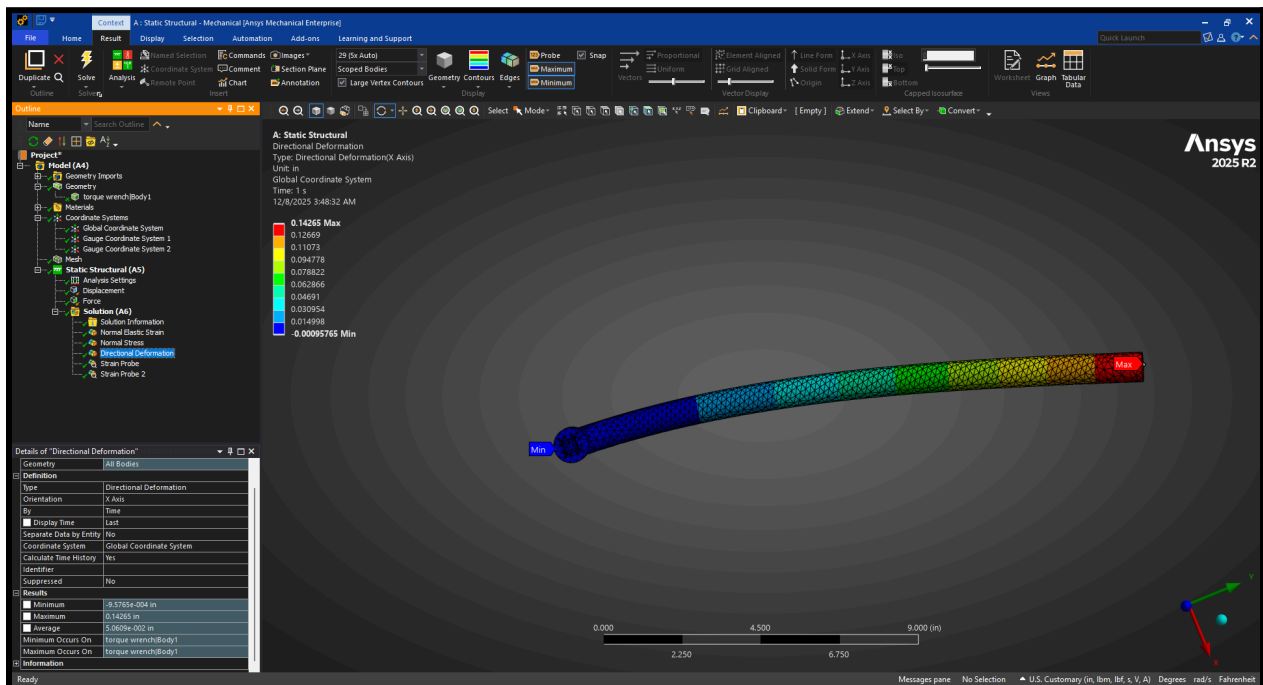 Context A : Static Structural - Mechanical [Ansys Mechanical Enterprise]
File Home Result Display Selection Automation Add-ons Learning and Support Quick Launch
Duplicate Q Solve Analysis
Named Selection
Coordinate System
Remote Point
Commands
Comment
Chart
Images
Section Plane
Annotation
29 (5x Auto)
Scoped Bodies
Large Vertex Contours
Geometry Contours Edges
Probe
Maximum
Minimum
Snap
Vectors
Proportional
Uniform
Element Aligned
Grid Aligned
Line Form
Solid Form
Origin
X Axis
Y Axis
Z Axis
Iso
Top
Bottom
Worksheet Graph Tabular Data
Outline Solver Insert Display Vector Display Capped Isosurface Views
Outline
Name Search Outline
Select Mode Clipboard [ Empty ] Extend Select By Convert
Project*
Model (A4)
Geometry Imports
Geometry
torque wrench|Body1
Materials
Coordinate Systems
Global Coordinate System
Gauge Coordinate System 1
Gauge Coordinate System 2
Mesh
Static Structural (A5)
Analysis Settings
Displacement
Force
Solution (A6)
Solution Information
Normal Elastic Strain
Normal Stress
Directional Deformation
Strain Probe
Strain Probe 2
Details of "Directional Deformation"
Geometry All Bodies
Definition
Type Directional Deformation
Orientation X Axis
By Time
Display Time Last
Separate Data by Entity No
Coordinate System Global Coordinate System
Calculate Time History Yes
Identifier
Suppressed No
Results
Minimum -9.5765e-004 in
Maximum 0.14265 in
Average 5.0609e-002 in
Minimum Occurs On torque wrench|Body1
Maximum Occurs On torque wrench|Body1
Information
A: Static Structural
Directional Deformation
Type: Directional Deformation(X Axis)
Unit: in
Global Coordinate System
Time: 1 s
12/8/2025 3:48:32 AM
0.14265 Max
0.12669
0.11073
0.094778
0.078822
0.062866
0.04691
0.030954
0.014998
-0.00095765 Min
Ansys
2025 R2
Max
Min
0.000 4.500 9.000 (in)
2.250 6.750
Y
X
Ready Messages pane No Selection U.S. Customary (in, lbm, lbf, s, V, A) Degrees rad/s Fahrenheit